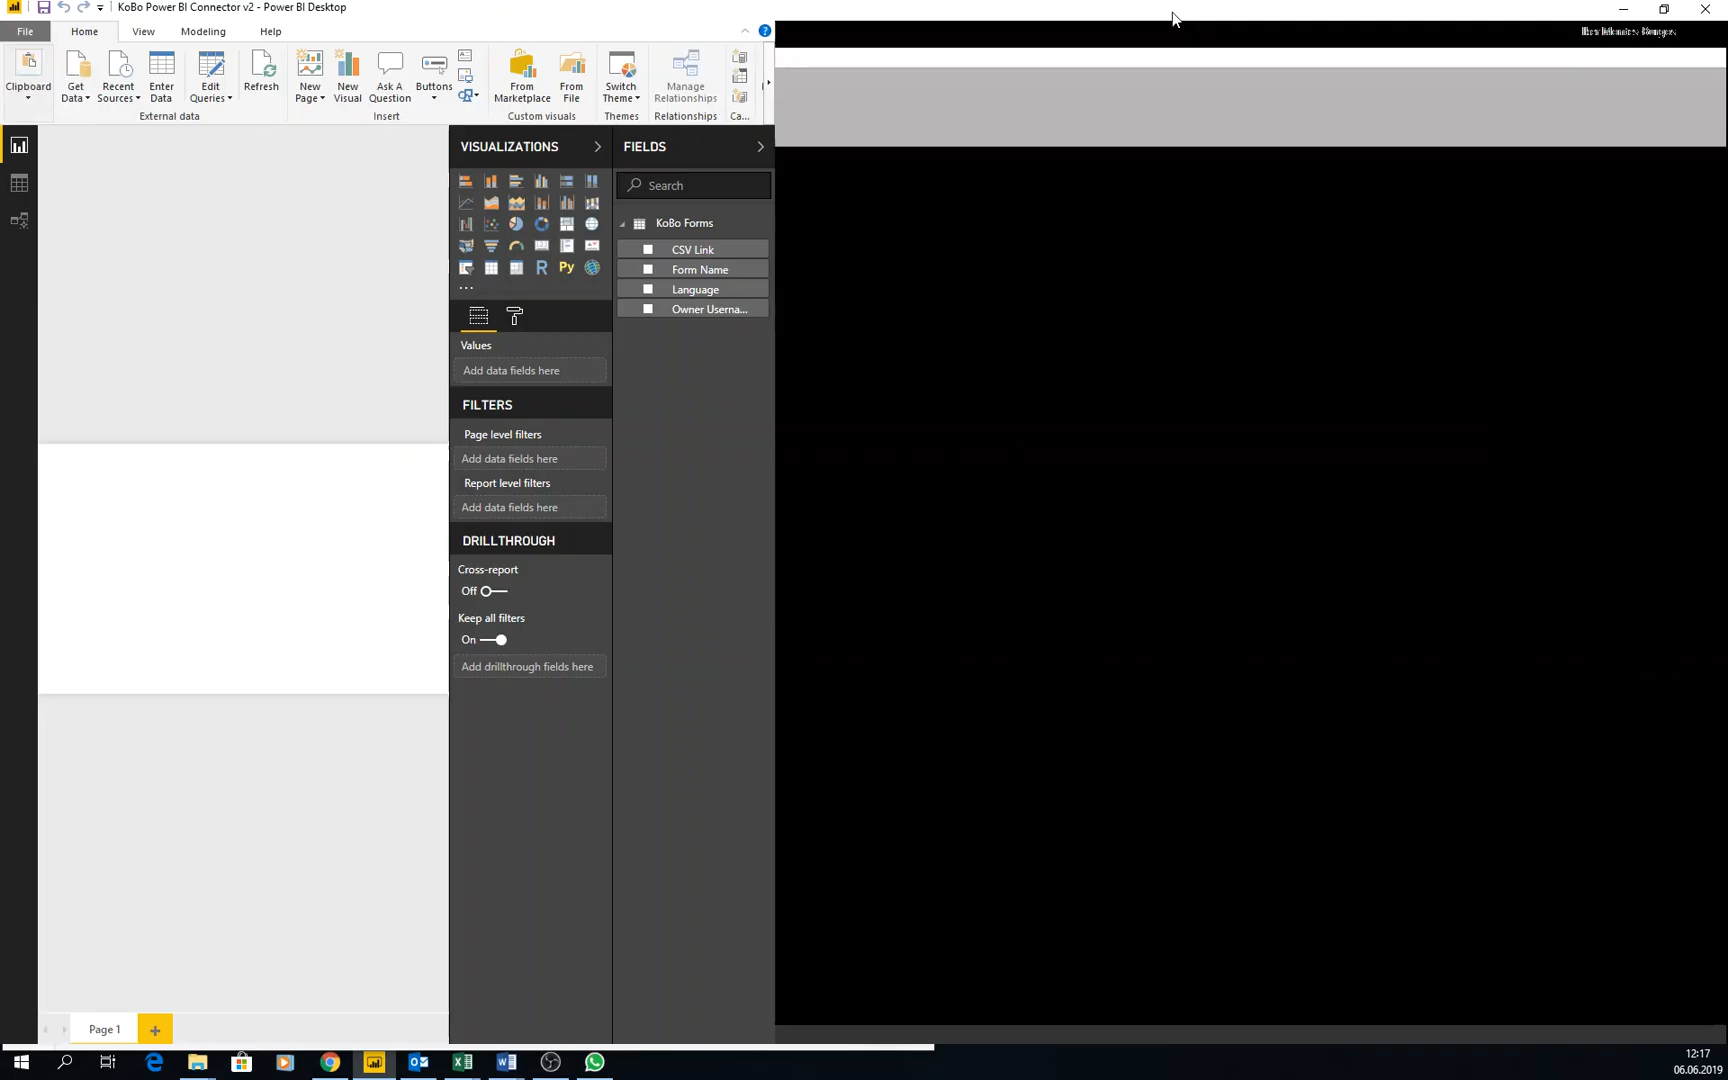 KoBo Power BI Connector v2 - Power BI Desktop
File Home View Modeling Help
Clipboard
Get Data
Recent Sources
Enter Data
Edit Queries
Refresh
New Page
New Visual
Ask A Question
Buttons
From Marketplace
From File
Switch Theme
Manage Relationships
External data Insert Custom visuals Themes Relationships Ca...
VISUALIZATIONS
FIELDS
Search
KoBo Forms
CSV Link
Form Name
Language
Owner Userna...
R Py
...
Values
Add data fields here
FILTERS
Page level filters
Add data fields here
Report level filters
Add data fields here
DRILLTHROUGH
Cross-report
Off
Keep all filters
On
Add drillthrough fields here
Page 1
12:17
06.06.2019